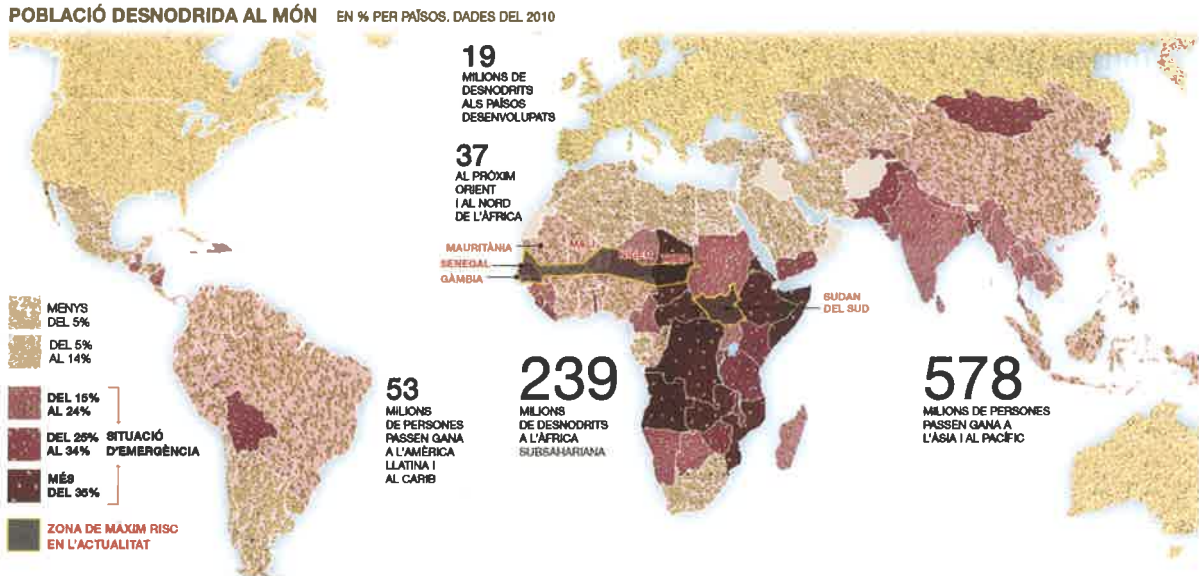 POBLACIÓ DESNODRIDA AL MÓN EN % PER PAÏSOS. DADES DEL 2010
19
MILIONS DE
DESNODRITS
ALS PAÏSOS
DESENVOLUPATS
37
AL PRÒXIM
ORIENT
I AL NORD
DE L'ÀFRICA
MAURITÀNIA
SENEGAL
GÀMBIA
MALI
NÍGER
SUDAN
DEL SUD
MENYS
DEL 5%
DEL 5%
AL 14%
DEL 15%
AL 24%
DEL 25%
AL 34%
MÉS
DEL 35%
SITUACIÓ
D'EMERGÈNCIA
ZONA DE MÀXIM RISC
EN L'ACTUALITAT
53
MILIONS
DE PERSONES
PASSEN GANA
A L'AMÈRICA
LLATINA I
AL CARIB
239
MILIONS
DE DESNODRITS
A L'ÀFRICA
SUBSAHARIANA
578
MILIONS DE PERSONES
PASSEN GANA A
L'ÀSIA I AL PACÍFIC